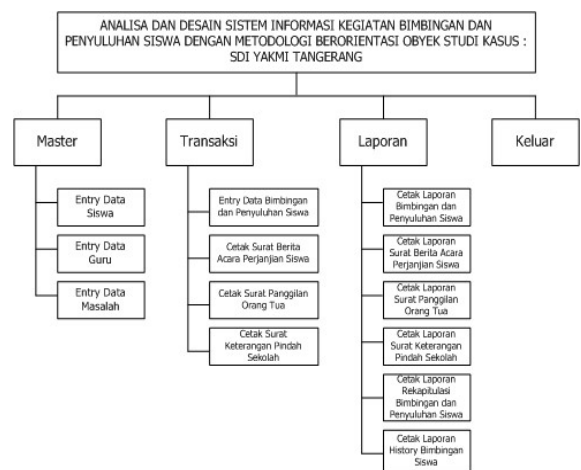 ANALISA DAN DESAIN SISTEM INFORMASI KEGIATAN BIMBINGAN DAN
PENYULUHAN SISWA DENGAN METODOLOGI BERORIENTASI OBYEK STUDI KASUS :
SDI YAKMI TANGERANG
Master
Entry Data
Siswa
Entry Data
Guru
Entry Data
Masalah
Transaksi
Entry Data Bimbingan
dan Penyuluhan Siswa
Cetak Surat Berita
Acara Perjanjian Siswa
Cetak Surat Panggilan
Orang Tua
Cetak Surat
Keterangan Pindah
Sekolah
Laporan
Cetak Laporan
Bimbingan dan
Penyuluhan Siswa
Cetak Laporan
Surat Berita Acara
Perjanjian Siswa
Cetak Laporan
Surat Panggilan
Orang Tua
Cetak Laporan
Surat Keterangan
Pindah Sekolah
Cetak Laporan
Rekapitulasi
Bimbingan dan
Penyuluhan Siswa
Cetak Laporan
History Bimbingan
Siswa
Keluar